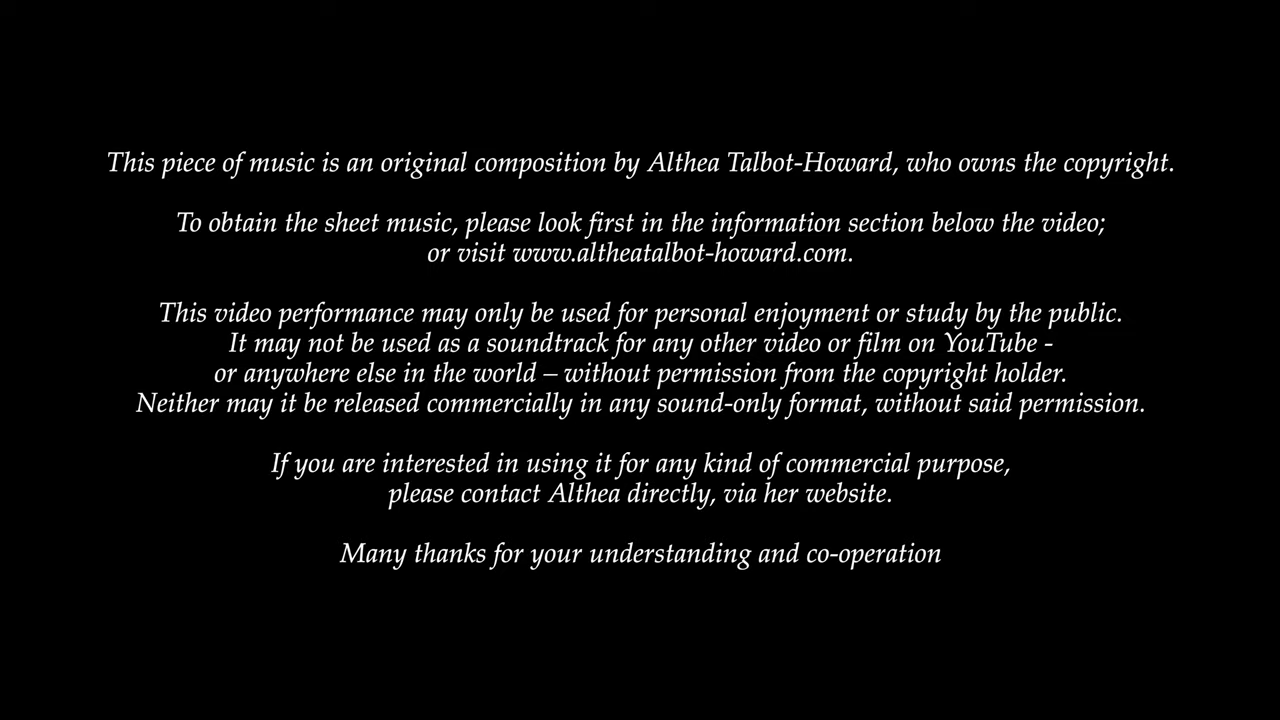 This piece of music is an original composition by Althea Talbot-Howard, who owns the copyright.
To obtain the sheet music, please look first in the information section below the video;
or visit www.altheatalbot-howard.com.
This video performance may only be used for personal enjoyment or study by the public.
It may not be used as a soundtrack for any other video or film on YouTube -
or anywhere else in the world – without permission from the copyright holder.
Neither may it be released commercially in any sound-only format, without said permission.
If you are interested in using it for any kind of commercial purpose,
please contact Althea directly, via her website.
Many thanks for your understanding and co-operation